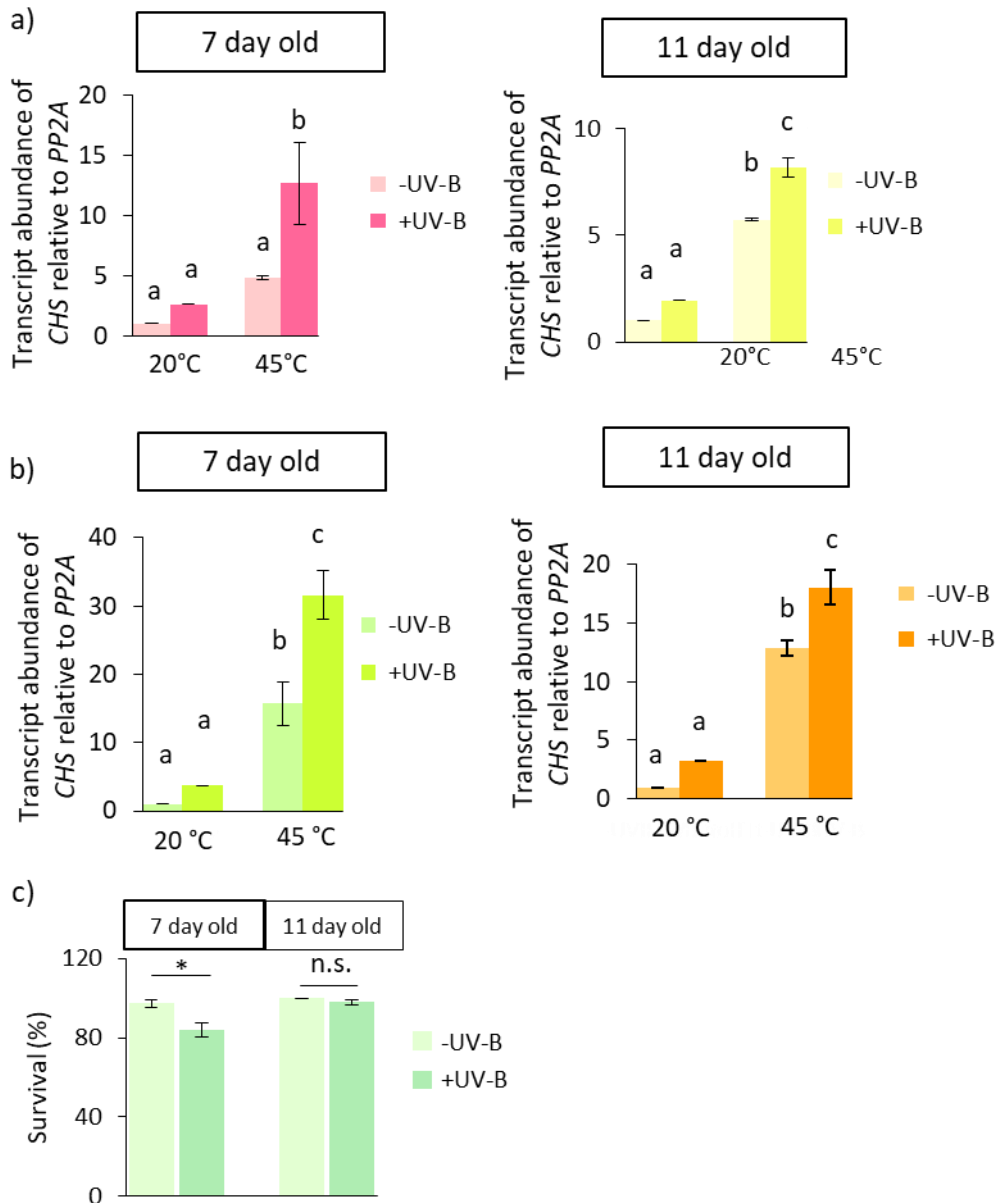 a)
7 day old
Transcript abundance of
CHS relative to PP2A
20
15
10
5
0
a
a
a
b
20°C
45°C
-UV-B
+UV-B
11 day old
Transcript abundance of
CHS relative to PP2A
10
5
0
a
a
b
c
20°C
45°C
-UV-B
+UV-B
b)
7 day old
Transcript abundance of
CHS relative to PP2A
40
30
20
10
0
a
a
b
c
20 °C
45 °C
-UV-B
+UV-B
11 day old
Transcript abundance of
CHS relative to PP2A
20
15
10
5
0
a
a
b
c
20 °C
45 °C
-UV-B
+UV-B
c)
7 day old
11 day old
Survival (%)
120
80
40
0
*
n.s.
-UV-B
+UV-B